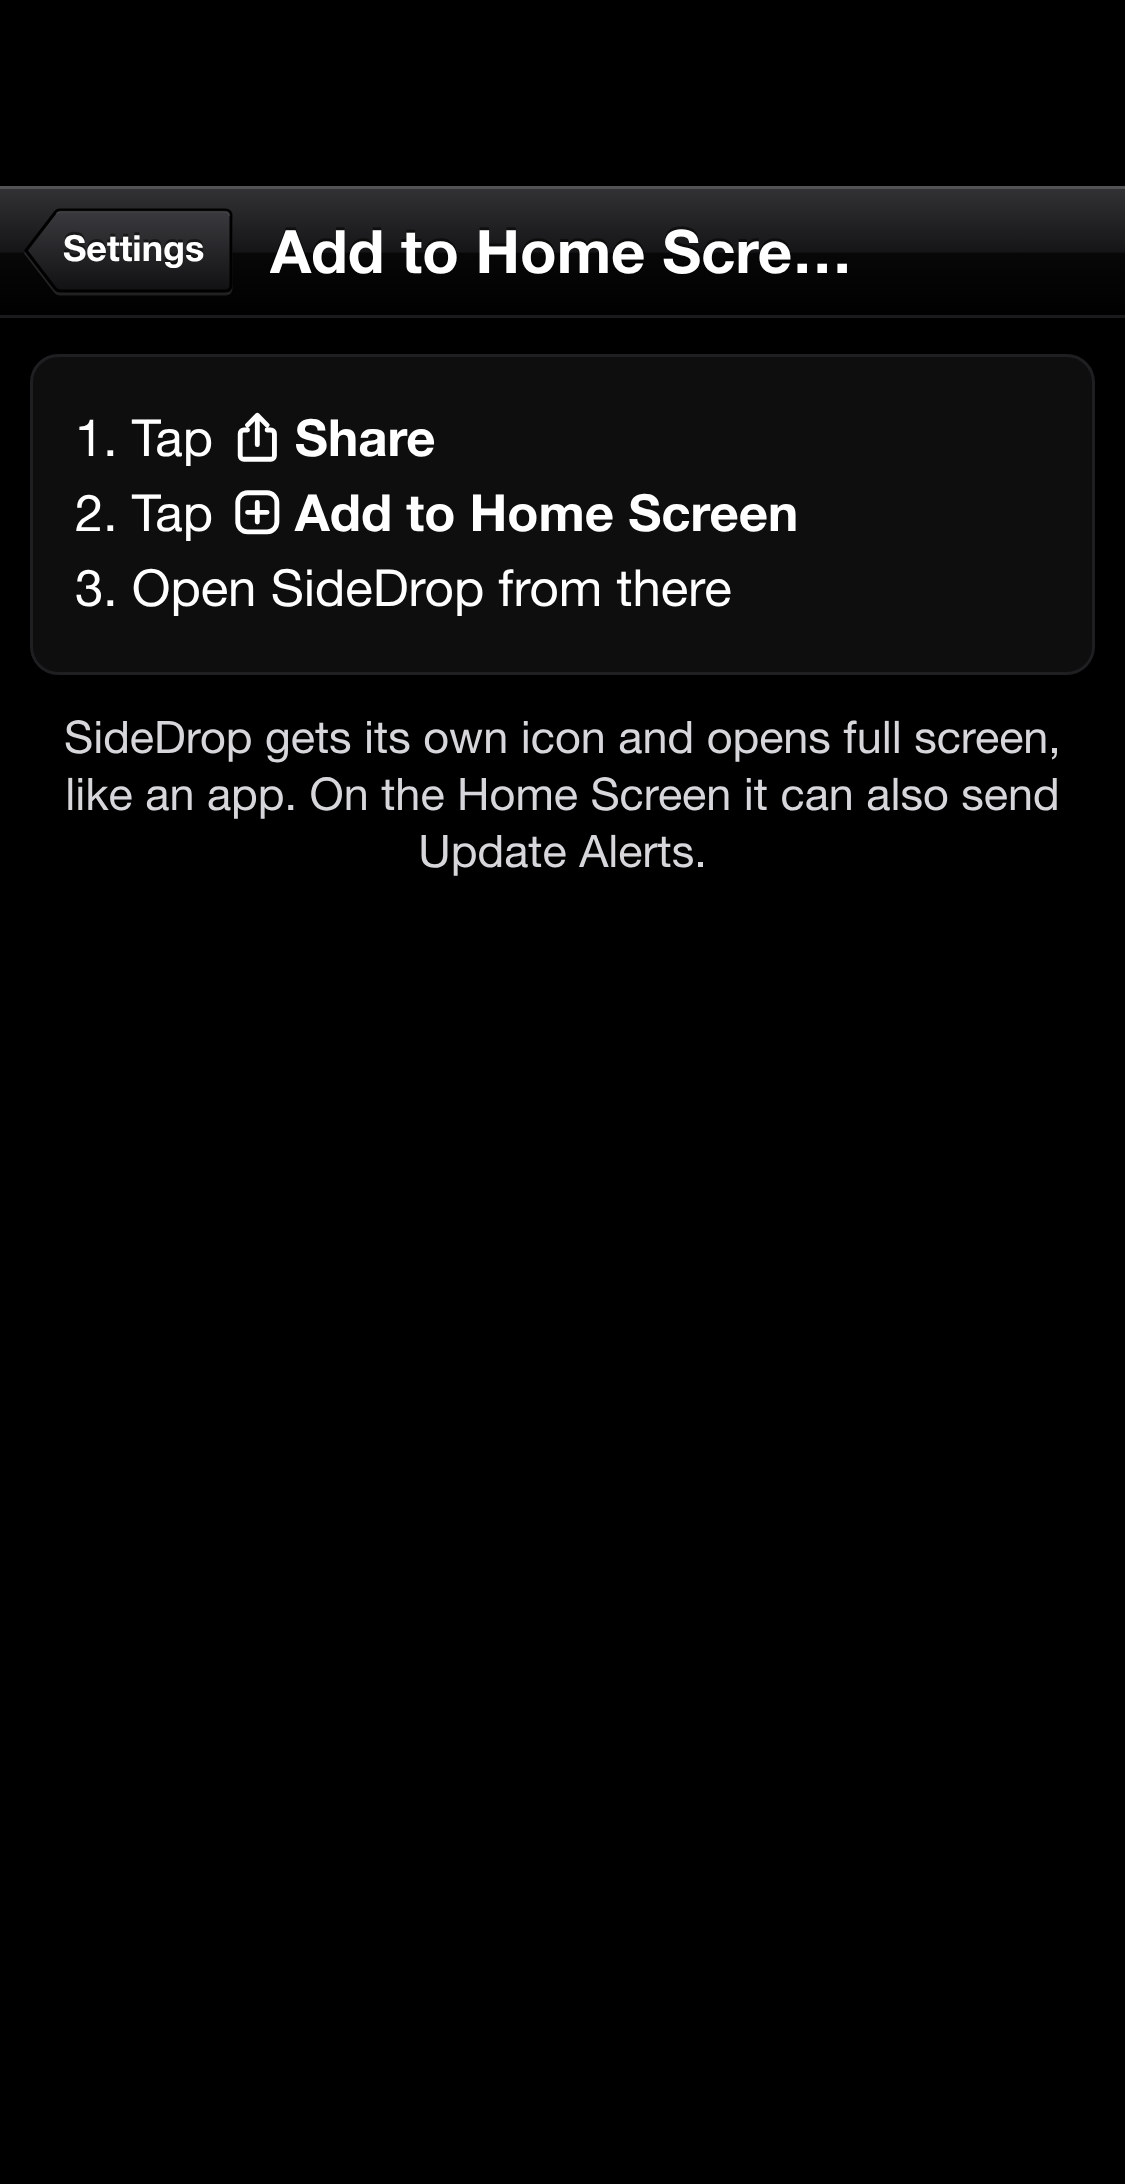 Settings
Add to Home Scre...
1. Tap Share
2. Tap Add to Home Screen
3. Open SideDrop from there
SideDrop gets its own icon and opens full screen,
like an app. On the Home Screen it can also send
Update Alerts.